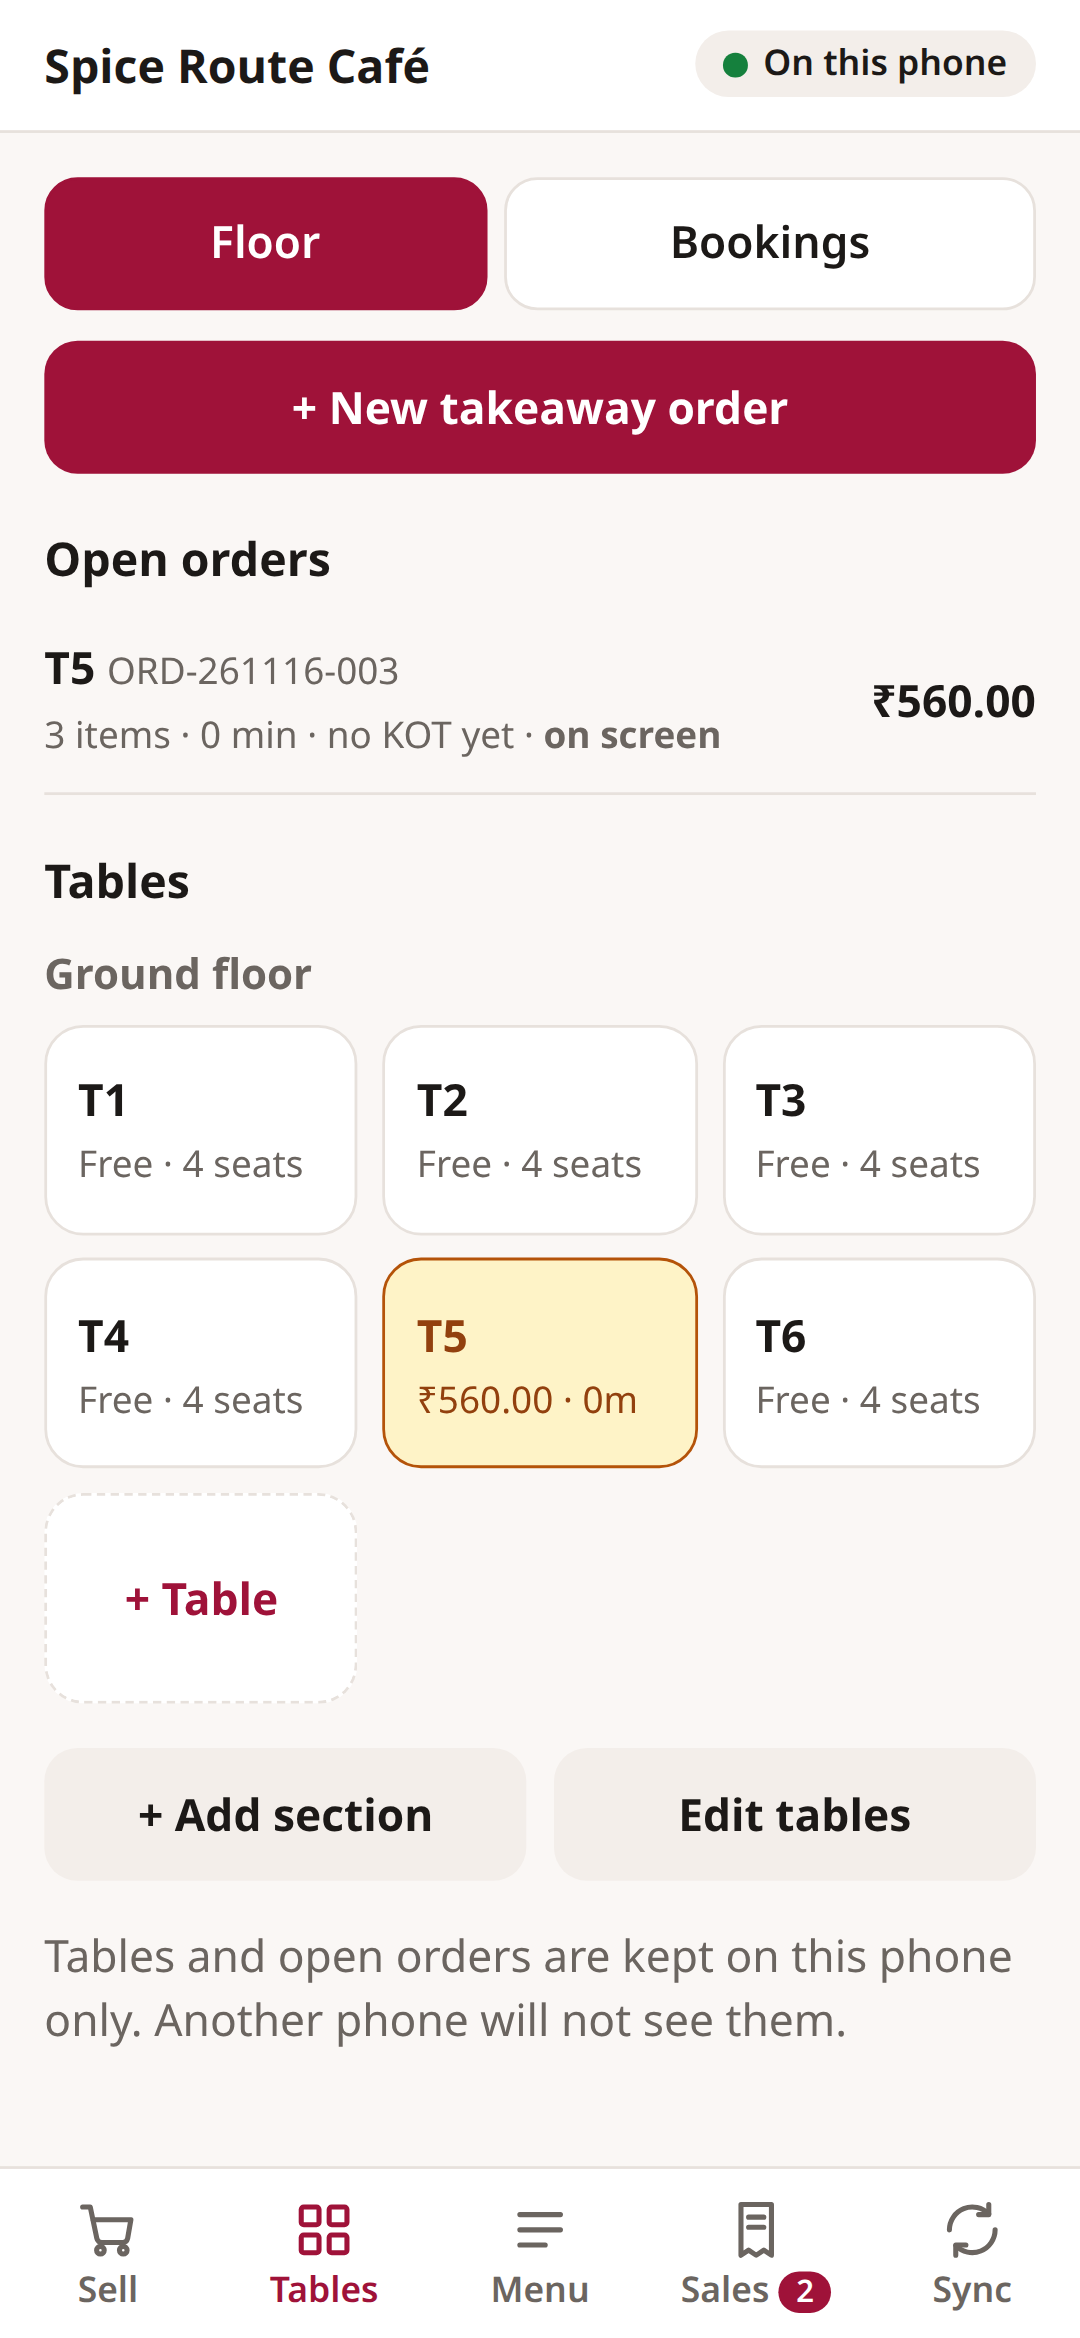 Spice Route Café
On this phone
Floor
Bookings
+ New takeaway order
Open orders
T5 ORD-261116-003
3 items · 0 min · no KOT yet · on screen
₹560.00
Tables
Ground floor
T1
Free · 4 seats
T2
Free · 4 seats
T3
Free · 4 seats
T4
Free · 4 seats
T5
₹560.00 · 0m
T6
Free · 4 seats
+ Table
+ Add section
Edit tables
Tables and open orders are kept on this phone
only. Another phone will not see them.
Sell
Tables
Menu
Sales 2
Sync